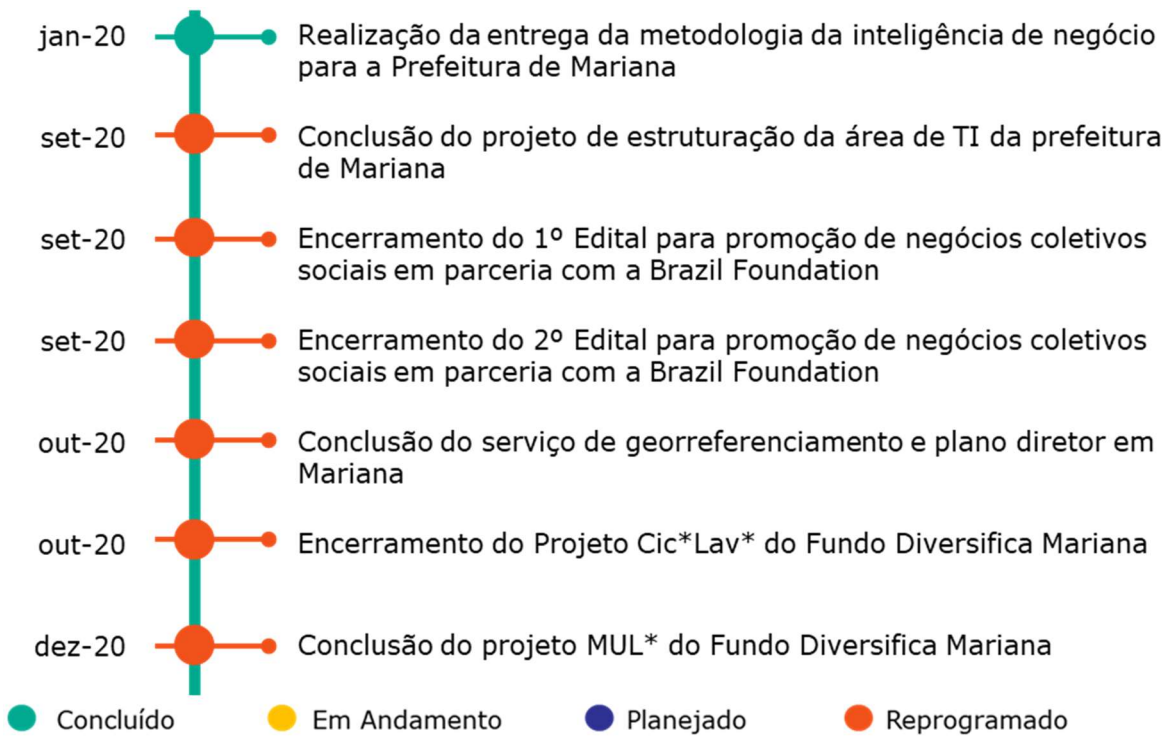 jan-20 Realização da entrega da metodologia da inteligência de negócio
para a Prefeitura de Mariana
set-20 Conclusão do projeto de estruturação da área de TI da prefeitura
de Mariana
set-20 Encerramento do 1º Edital para promoção de negócios coletivos
sociais em parceria com a Brazil Foundation
set-20 Encerramento do 2º Edital para promoção de negócios coletivos
sociais em parceria com a Brazil Foundation
out-20 Conclusão do serviço de georreferenciamento e plano diretor em
Mariana
out-20 Encerramento do Projeto Cic*Lav* do Fundo Diversifica Mariana
dez-20 Conclusão do projeto MUL* do Fundo Diversifica Mariana
Concluído Em Andamento Planejado Reprogramado